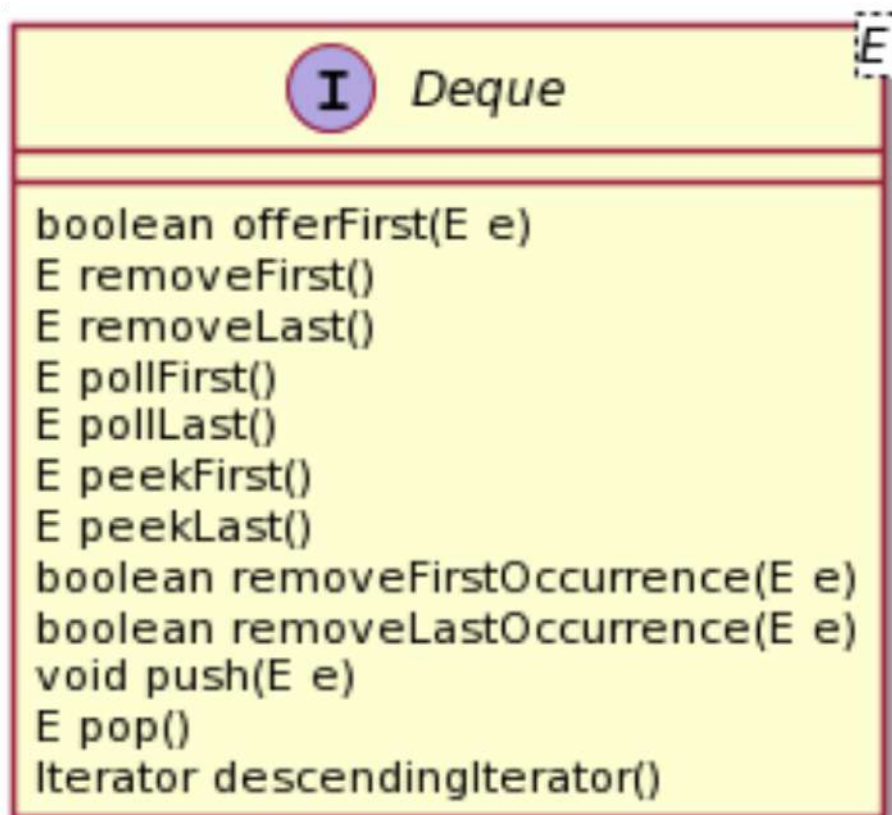 E
I Deque
boolean offerFirst(E e)
E removeFirst()
E removeLast()
E pollFirst()
E pollLast()
E peekFirst()
E peekLast()
boolean removeFirstOccurrence(E e)
boolean removeLastOccurrence(E e)
void push(E e)
E pop()
Iterator descendingIterator()